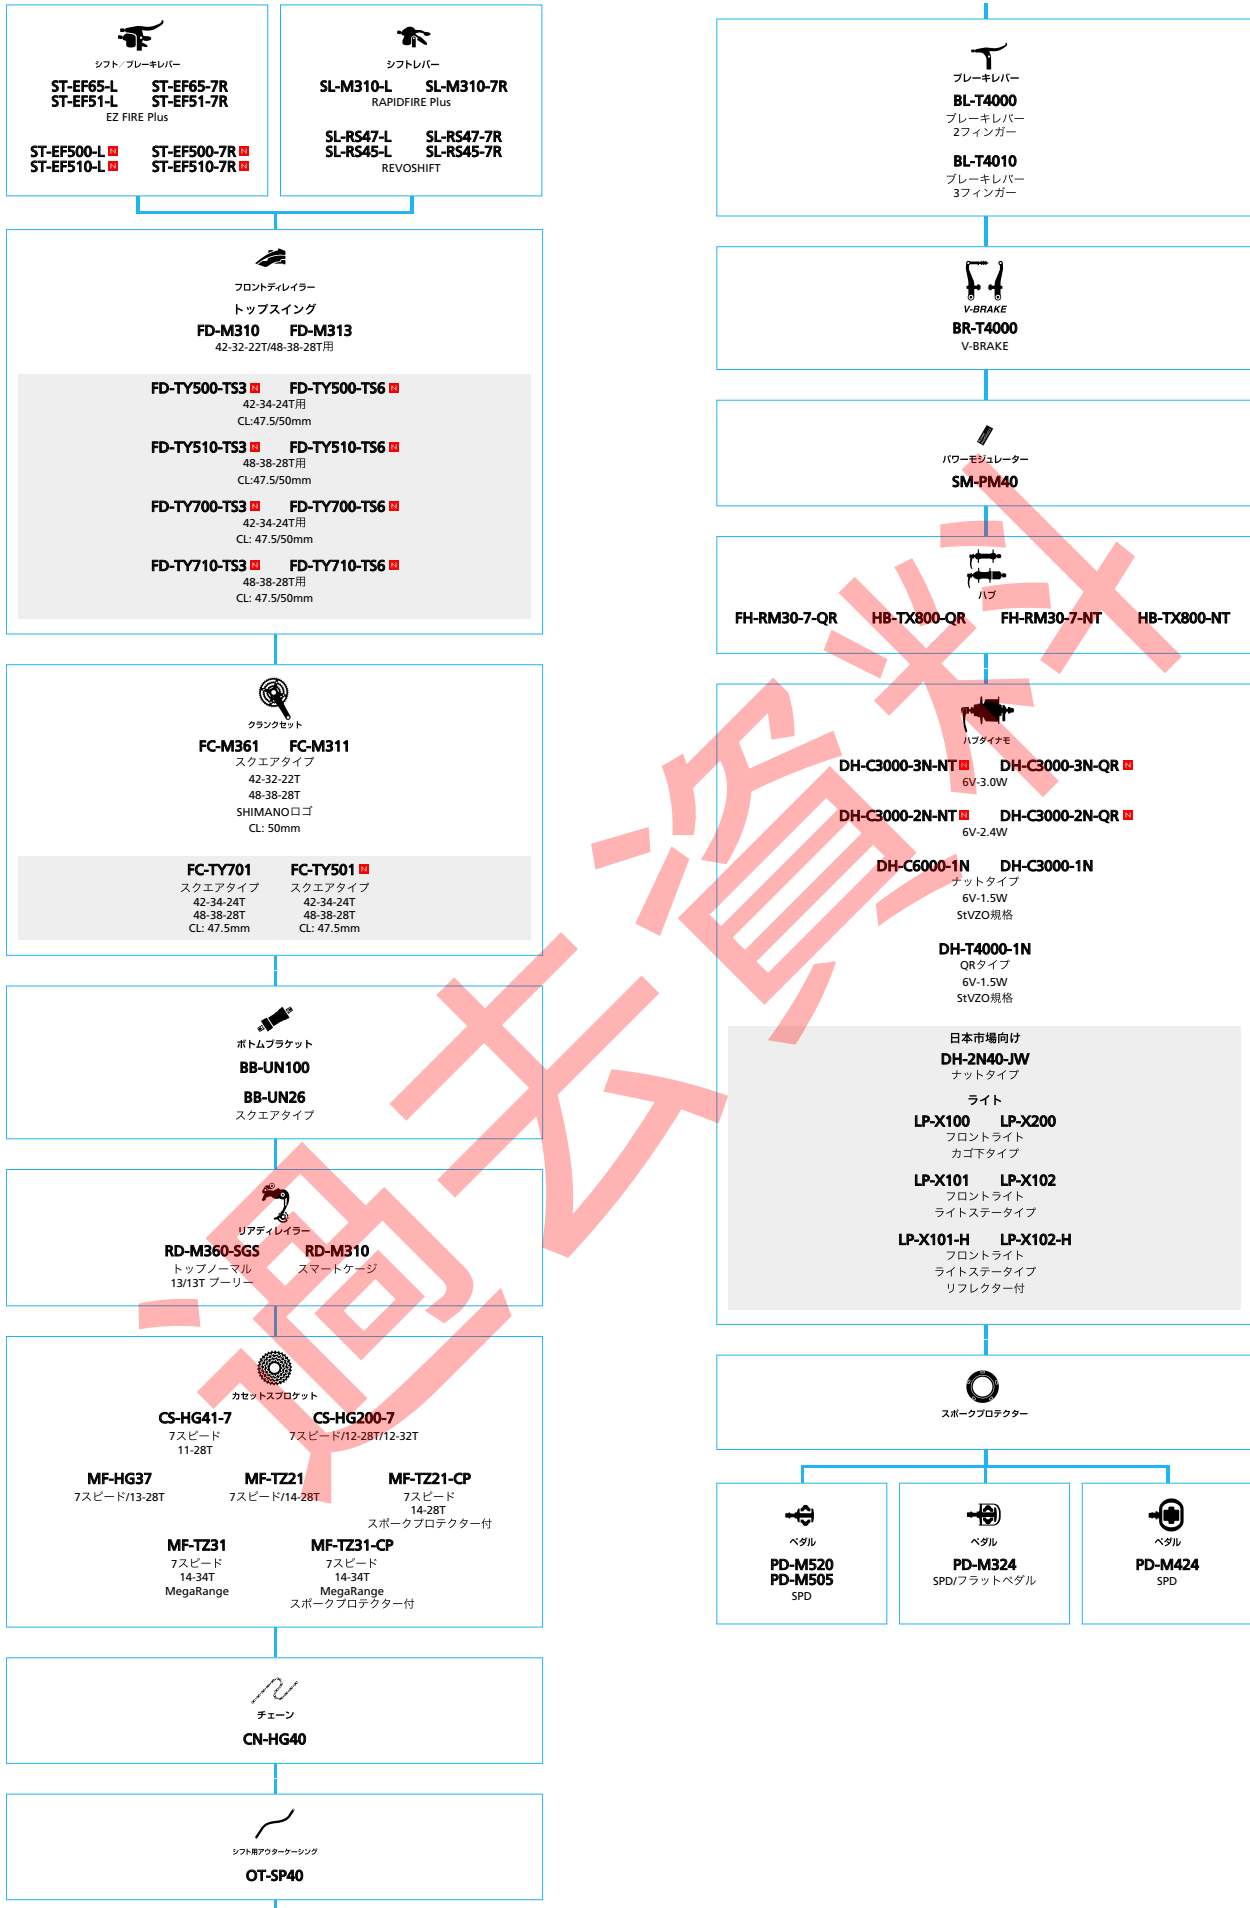 シフト／ブレーキレバー
ST-EF65-L ST-EF65-7R
ST-EF51-L ST-EF51-7R
EZ FIRE Plus
ST-EF500-L N ST-EF500-7R N
ST-EF510-L N ST-EF510-7R N
シフトレバー
SL-M310-L SL-M310-7R
RAPIDFIRE Plus
SL-RS47-L SL-RS47-7R
SL-RS45-L SL-RS45-7R
REVOSHIFT
フロントディレイラー
トップスイング
FD-M310 FD-M313
42-32-22T/48-38-28T用
FD-TY500-TS3 N FD-TY500-TS6 N
42-34-24T用
CL:47.5/50mm
FD-TY510-TS3 N FD-TY510-TS6 N
48-38-28T用
CL:47.5/50mm
FD-TY700-TS3 N FD-TY700-TS6 N
42-34-24T用
CL: 47.5/50mm
FD-TY710-TS3 N FD-TY710-TS6 N
48-38-28T用
CL: 47.5/50mm
クランクセット
FC-M361 FC-M311
スクエアタイプ
42-32-22T
48-38-28T
SHIMANOロゴ
CL: 50mm
FC-TY701 FC-TY501 N
スクエアタイプ スクエアタイプ
42-34-24T 42-34-24T
48-38-28T 48-38-28T
CL: 47.5mm CL: 47.5mm
ボトムブラケット
BB-UN100
BB-UN26
スクエアタイプ
リアディレイラー
RD-M360-SGS RD-M310
トップノーマル スマートケージ
13/13T プーリー
カセットスプロケット
CS-HG41-7 CS-HG200-7
7スピード 7スピード/12-28T/12-32T
11-28T
MF-HG37 MF-TZ21 MF-TZ21-CP
7スピード/13-28T 7スピード/14-28T 7スピード
14-28T
スポークプロテクター付
MF-TZ31 MF-TZ31-CP
7スピード 7スピード
14-34T 14-34T
MegaRange MegaRange
スポークプロテクター付
チェーン
CN-HG40
シフト用アウターケーシング
OT-SP40
ブレーキレバー
BL-T4000
ブレーキレバー
2フィンガー
BL-T4010
ブレーキレバー
3フィンガー
V-BRAKE
BR-T4000
V-BRAKE
パワーモジュレーター
SM-PM40
ハブ
FH-RM30-7-QR HB-TX800-QR FH-RM30-7-NT HB-TX800-NT
ハブダイナモ
DH-C3000-3N-NT N DH-C3000-3N-QR N
6V-3.0W
DH-C3000-2N-NT N DH-C3000-2N-QR N
6V-2.4W
DH-C6000-1N DH-C3000-1N
ナットタイプ
6V-1.5W
StVZO規格
DH-T4000-1N
QRタイプ
6V-1.5W
StVZO規格
日本市場向け
DH-2N40-JW
ナットタイプ
ライト
LP-X100 LP-X200
フロントライト
カゴ下タイプ
LP-X101 LP-X102
フロントライト
ライトステータイプ
LP-X101-H LP-X102-H
フロントライト
ライトステータイプ
リフレクター付
スポークプロテクター
ペダル
PD-M520
PD-M505
SPD
ペダル
PD-M324
SPD/フラットペダル
ペダル
PD-M424
SPD
過去資料